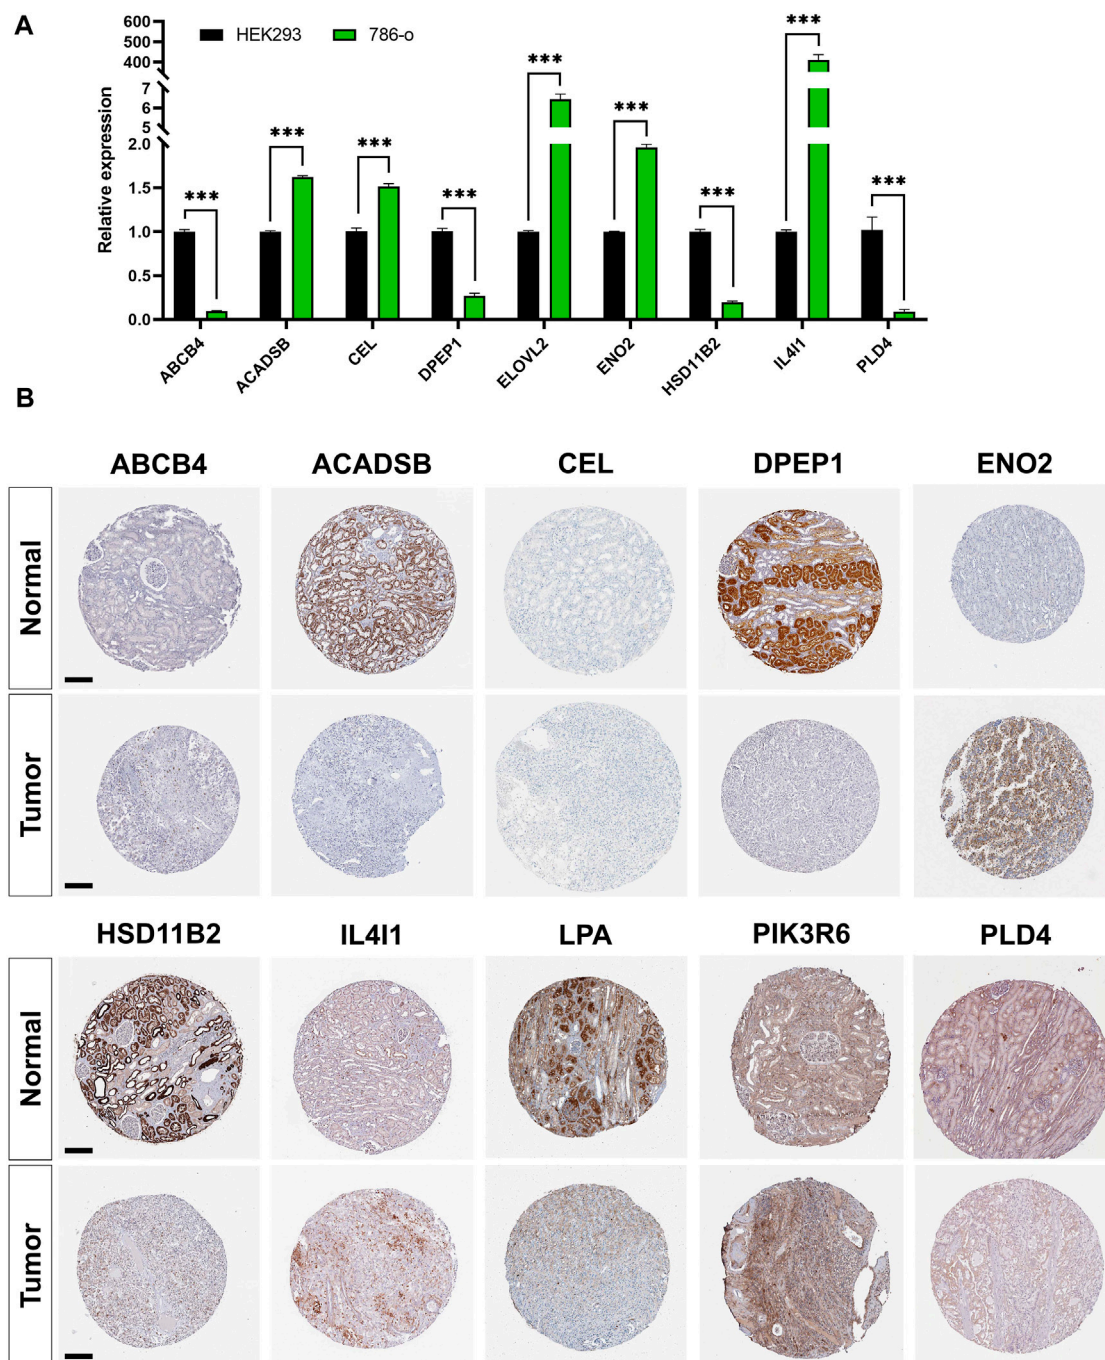 A
HEK293 786-o
Relative expression
600
500
400
7
6
5
2.0
1.5
1.0
0.5
0.0
*** *** *** *** *** *** *** *** ***
ABCB4 ACADSB CEL DPEP1 ELOVL2 ENO2 HSD11B2 IL4I1 PLD4
B
ABCB4 ACADSB CEL DPEP1 ENO2
Normal
Tumor
HSD11B2 IL4I1 LPA PIK3R6 PLD4
Normal
Tumor